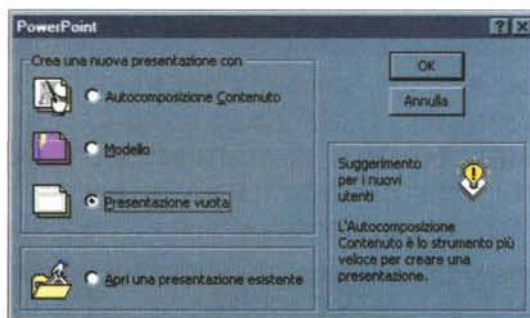 PowerPoint
Crea una nuova presentazione con
Autocomposizione Contenuto
Modello
Presentazione vuota
Apri una presentazione esistente
OK
Annulla
Suggerimento
per i nuovi
utenti
L'Autocomposizione
Contenuto è lo strumento più
veloce per creare una
presentazione.